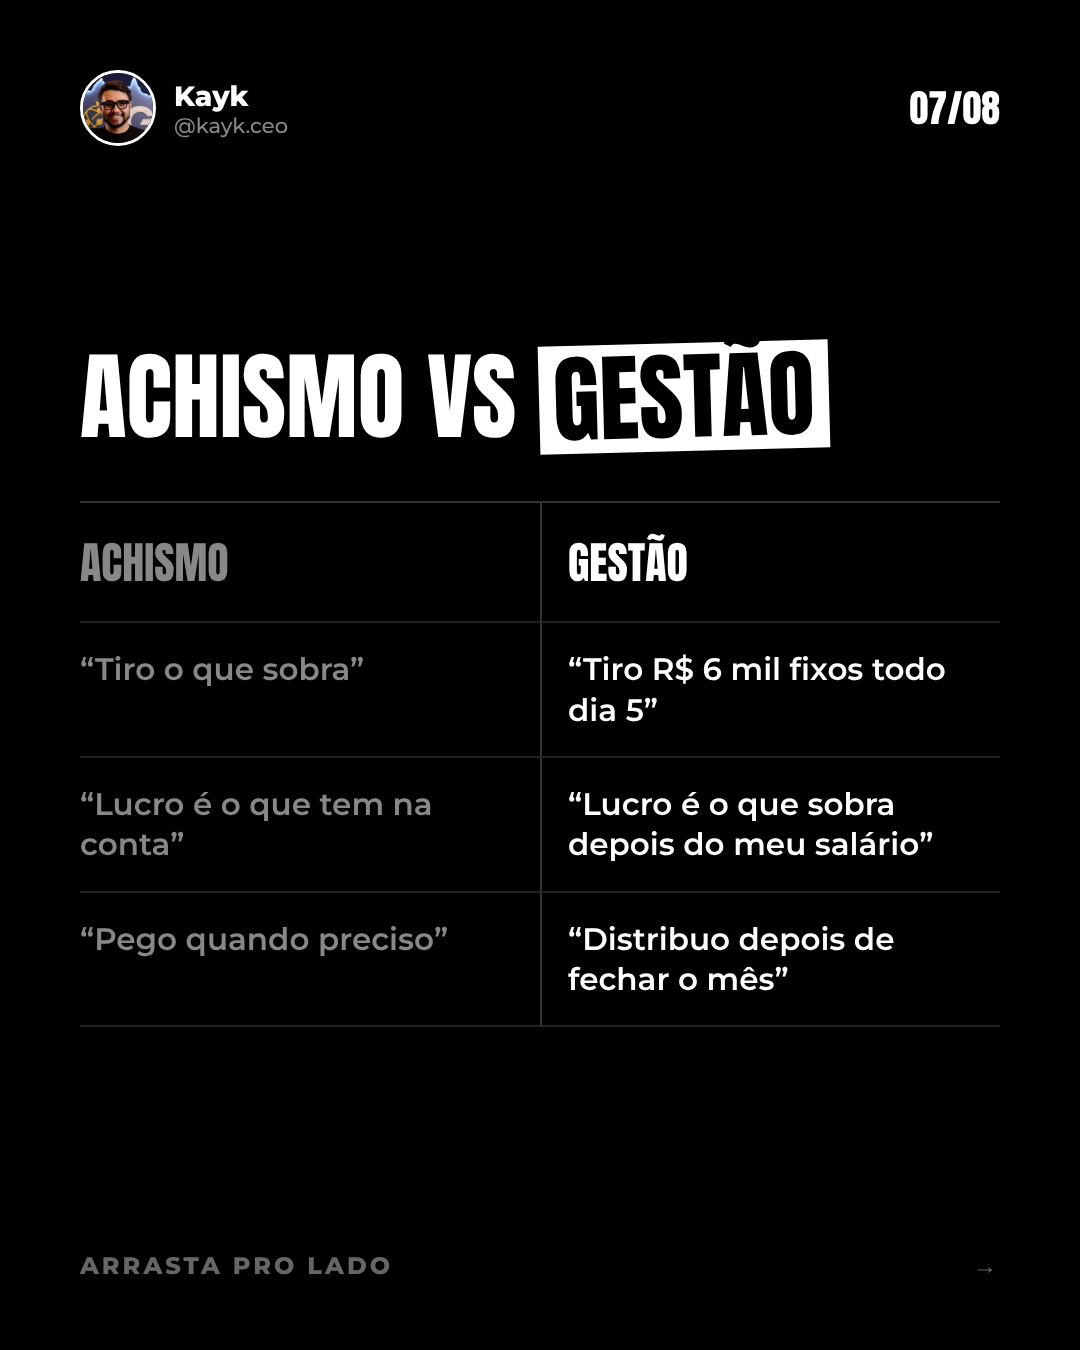 Kayk
@kayk.ceo
07/08
ACHISMO VS GESTÃO
ACHISMO
GESTÃO
“Tiro o que sobra”
“Tiro R$ 6 mil fixos todo
dia 5”
“Lucro é o que tem na
conta”
“Lucro é o que sobra
depois do meu salário”
“Pego quando preciso”
“Distribuo depois de
fechar o mês”
ARRASTA PRO LADO →